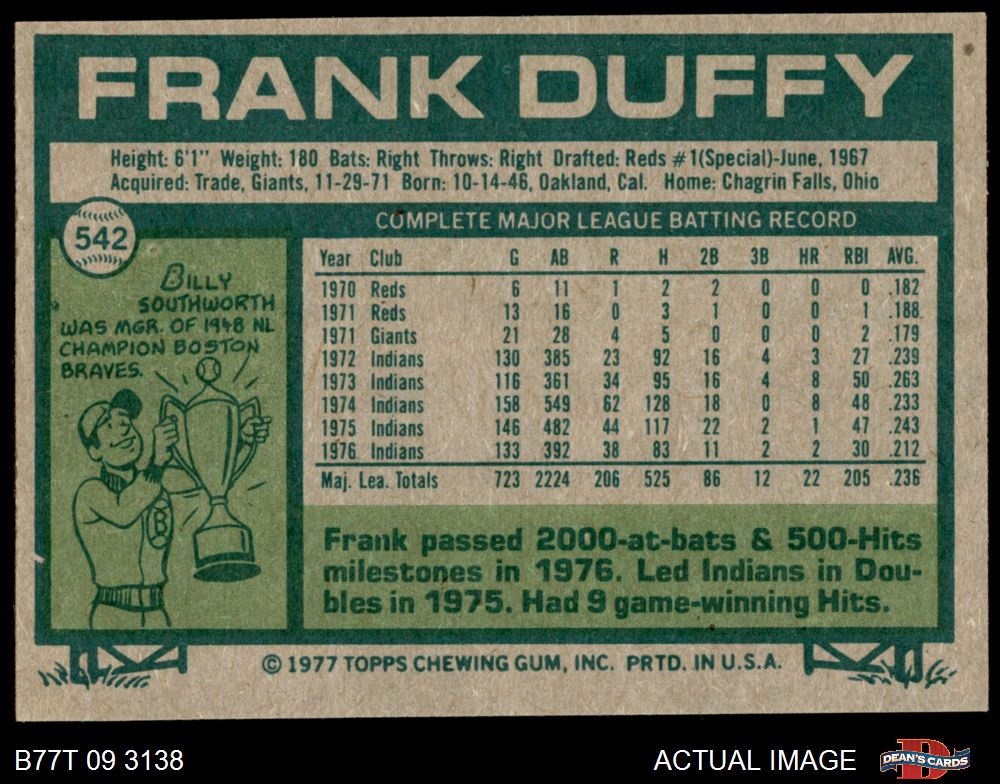 FRANK DUFFY
Height: 6'1" Weight: 180 Bats: Right Throws: Right Drafted: Reds #1(Special)-June, 1967
Acquired: Trade, Giants, 11-29-71 Born: 10-14-46, Oakland, Cal. Home: Chagrin Falls, Ohio
542
BILLY
SOUTHWORTH
WAS MGR. OF 1948 NL
CHAMPION BOSTON
BRAVES.
B
COMPLETE MAJOR LEAGUE BATTING RECORD
Year Club G AB R H 2B 3B HR RBI AVG.
1970 Reds 6 11 1 2 2 0 0 0 .182
1971 Reds 13 16 0 3 1 0 0 1 .188
1971 Giants 21 28 4 5 0 0 0 2 .179
1972 Indians 130 385 23 92 16 4 3 27 .239
1973 Indians 116 361 34 95 16 4 8 50 .263
1974 Indians 158 549 62 128 18 0 8 48 .233
1975 Indians 146 482 44 117 22 2 1 47 .243
1976 Indians 133 392 38 83 11 2 2 30 .212
Maj. Lea. Totals 723 2224 206 525 86 12 22 205 .236
Frank passed 2000-at-bats & 500-Hits
milestones in 1976. Led Indians in Dou-
bles in 1975. Had 9 game-winning Hits.
© 1977 TOPPS CHEWING GUM, INC. PRTD. IN U.S.A.
B77T 09 3138
ACTUAL IMAGE
D
DEAN'S CARDS